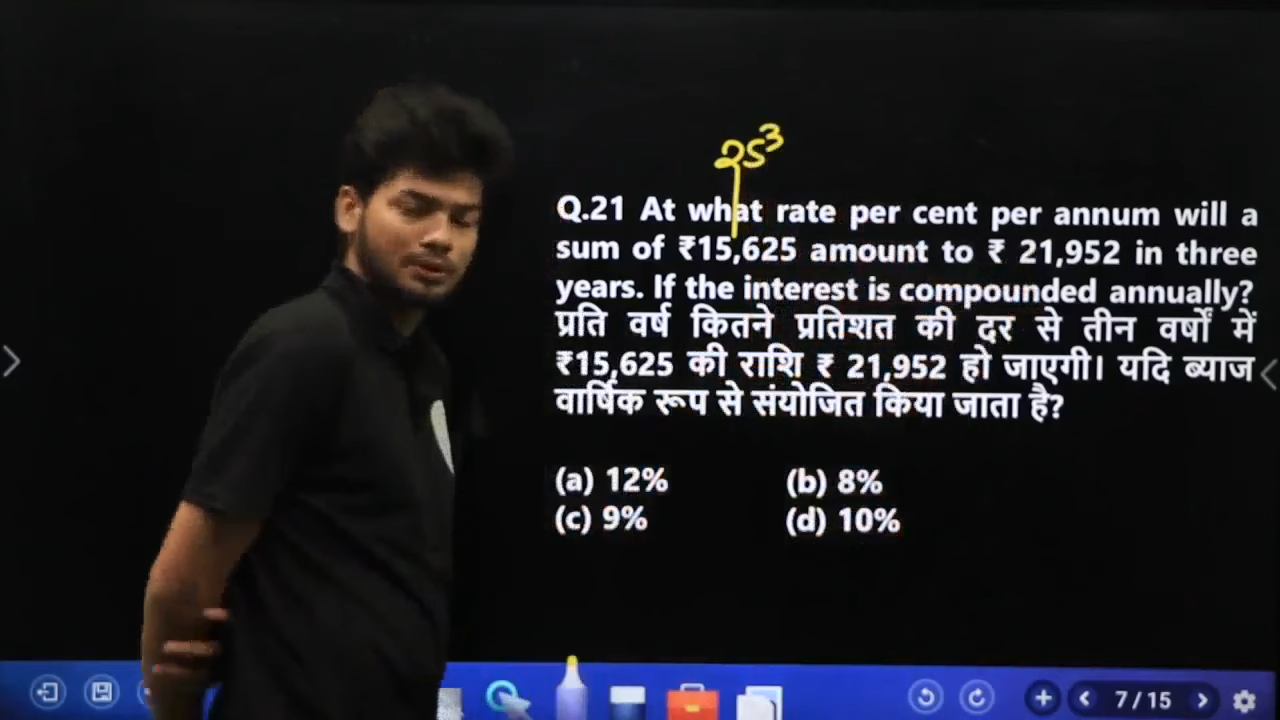 25³
Q.21 At what rate per cent per annum will a
sum of ₹15,625 amount to ₹ 21,952 in three
years. If the interest is compounded annually?
प्रति वर्ष कितने प्रतिशत की दर से तीन वर्षों में
₹15,625 की राशि ₹ 21,952 हो जाएगी। यदि ब्याज
वार्षिक रूप से संयोजित किया जाता है?
(a) 12% (b) 8%
(c) 9% (d) 10%
7 / 15